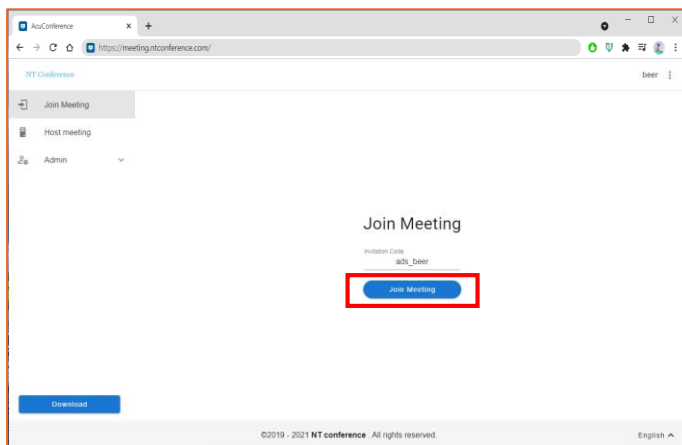 AcuConference
https://meeting.ntconference.com/
NT Conference
beer
Join Meeting
Host meeting
Admin
Join Meeting
Invitation Code
ads_beer
Join Meeting
Download
©2019 - 2021 NT conference . All rights reserved.
English